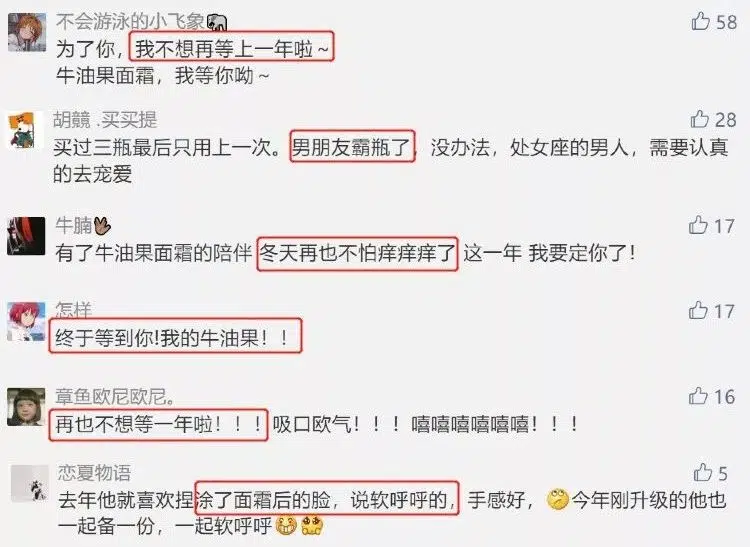 不会游泳的小飞象🐘
58
为了你，我不想再等上一年啦～
牛油果面霜，我等你呦～
胡競 .买买提
28
买过三瓶最后只用上一次。男朋友霸瓶了，没办法，处女座的男人，需要认真
的去宠爱
牛腩🖖🏾
17
有了牛油果面霜的陪伴 冬天再也不怕痒痒痒了 这一年 我要定你了！
怎样
17
终于等到你!我的牛油果！！
章鱼欧尼欧尼。
16
再也不想等一年啦！！！吸口欧气！！！嘻嘻嘻嘻嘻嘻！！！
恋夏物语
5
去年他就喜欢捏涂了面霜后的脸，说软呼呼的，手感好，🤔今年刚升级的他也
一起备一份，一起软呼呼😁🥺